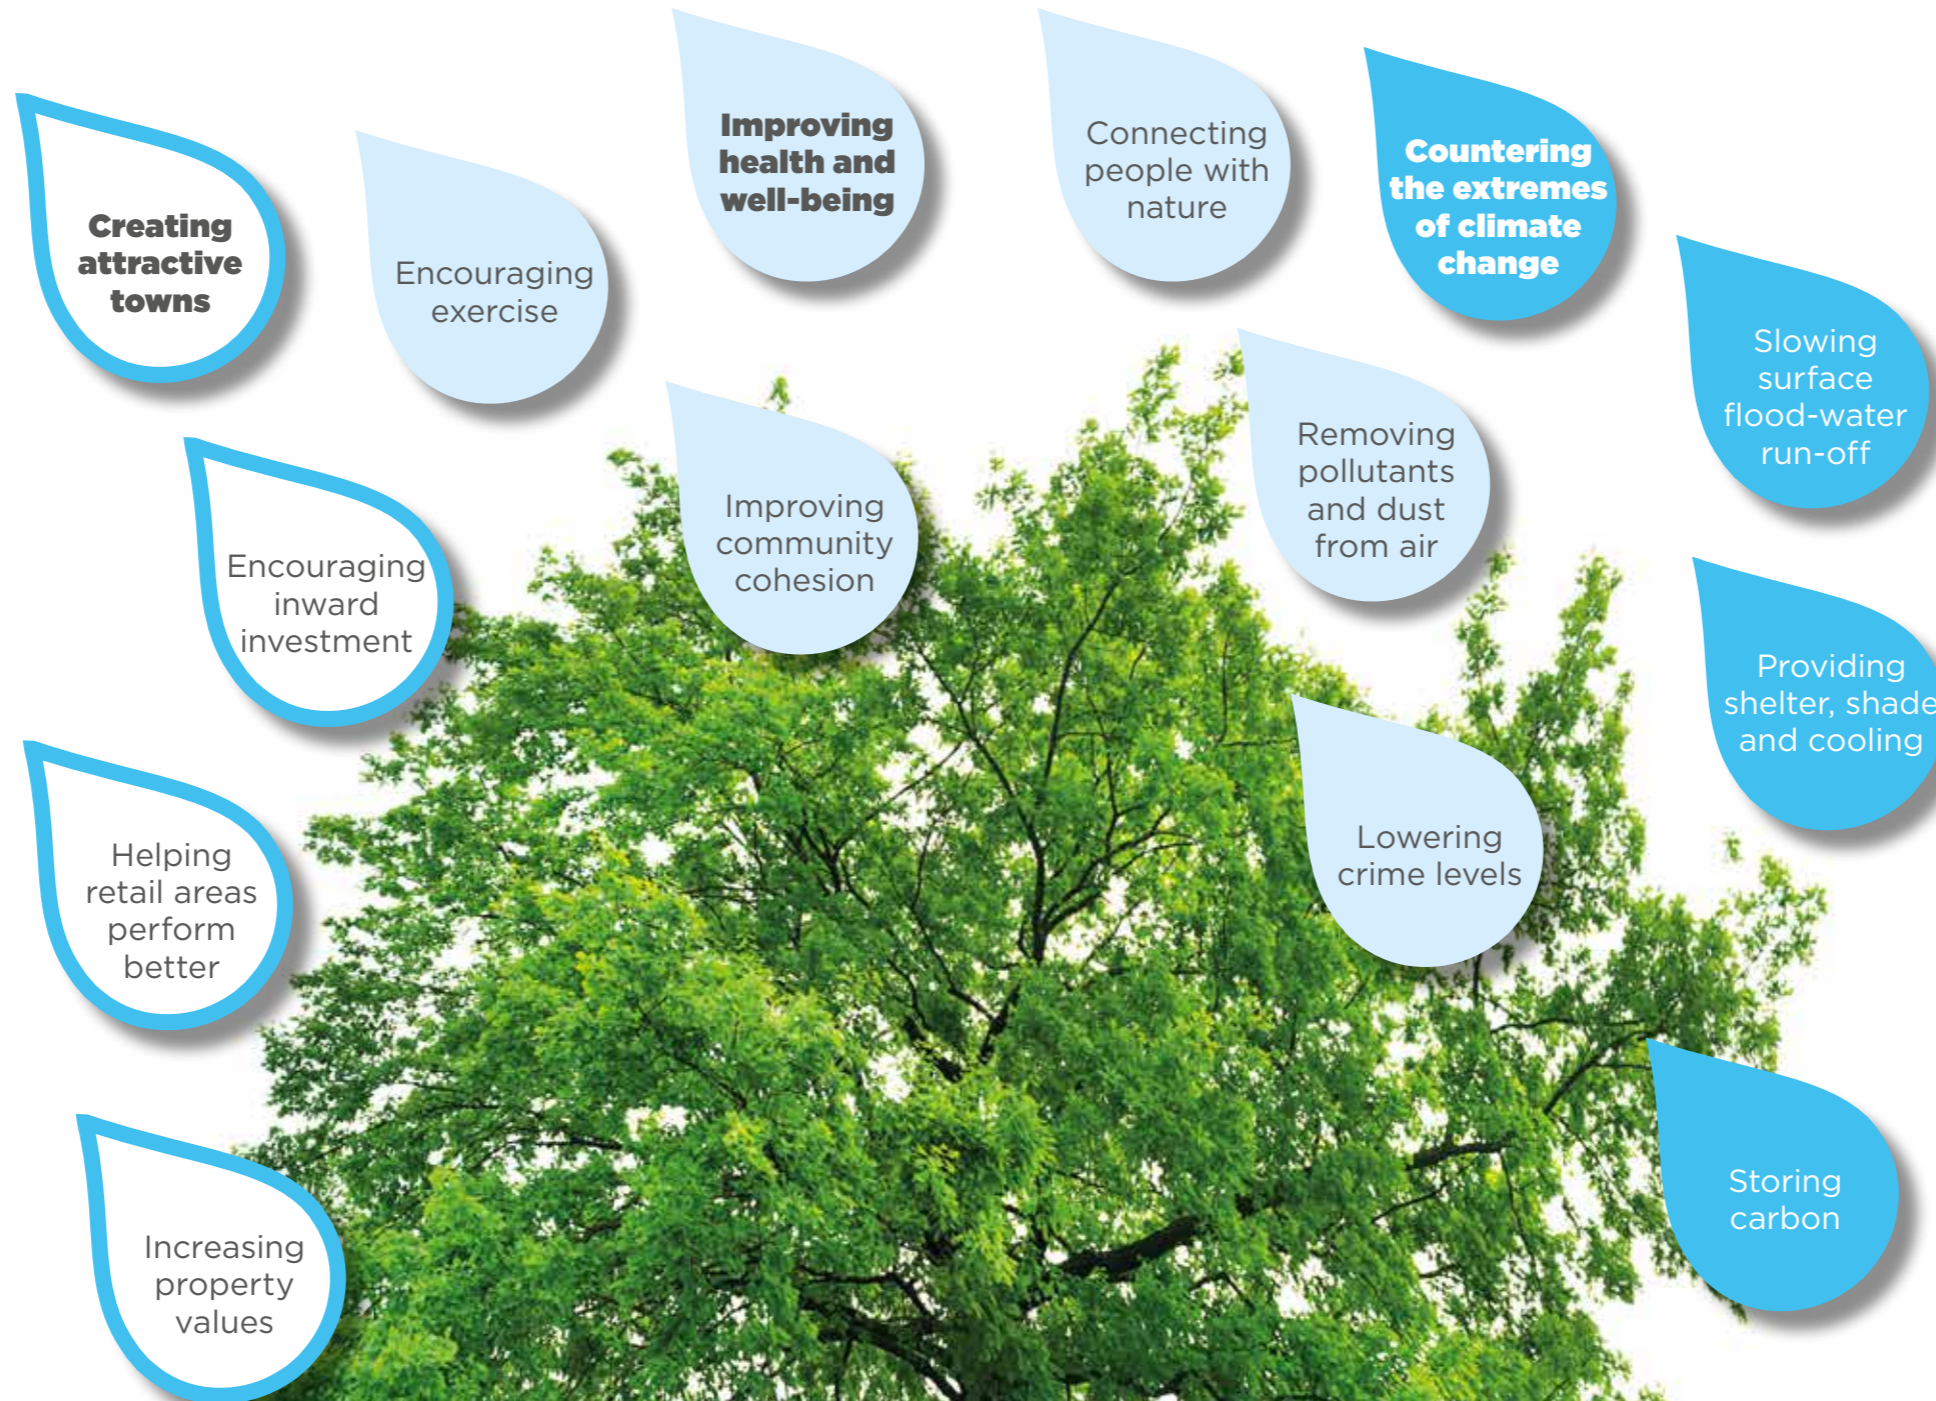 Creating
attractive
towns
Encouraging
exercise
Improving
health and
well-being
Connecting
people with
nature
Countering
the extremes
of climate
change
Slowing
surface
flood-water
run-off
Encouraging
inward
investment
Improving
community
cohesion
Removing
pollutants
and dust
from air
Providing
shelter, shade
and cooling
Helping
retail areas
perform
better
Lowering
crime levels
Increasing
property
values
Storing
carbon